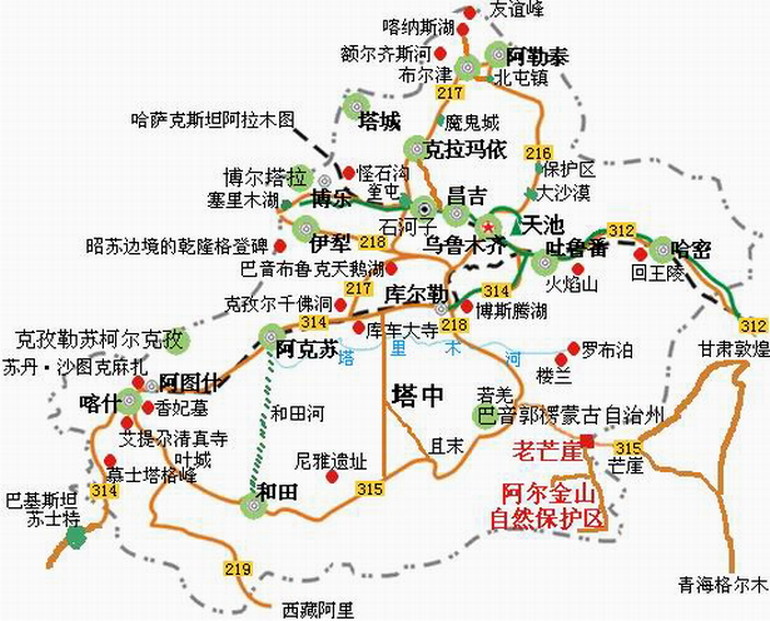 友谊峰
喀纳斯湖
额尔齐斯河
阿勒泰
布尔津
北屯镇
217
塔城
魔鬼城
哈萨克斯坦阿拉木图
克拉玛依
216
保护区
怪石沟
博尔塔拉
大沙漠
博乐
奎屯
昌吉
塞里木湖
石河子
天池
312
伊犁
218
乌鲁木齐
吐鲁番
哈密
昭苏边境的乾隆格登碑
巴音布鲁克天鹅湖
回王陵
火焰山
217
库尔勒
314
克孜尔千佛洞
博斯腾湖
314
218
312
库车大寺
克孜勒苏柯尔克孜
阿克苏
塔里木河
罗布泊
甘肃敦煌
苏丹·沙图克麻扎
楼兰
阿图什
塔中
若羌
喀什
香妃墓
和田河
巴音郭楞蒙古自治州
艾提尕清真寺
且末
老芒崖
315
叶城
尼雅遗址
芒崖
慕士塔格峰
314
和田
315
阿尔金山
自然保护区
巴基斯坦
苏士特
219
青海格尔木
西藏阿里